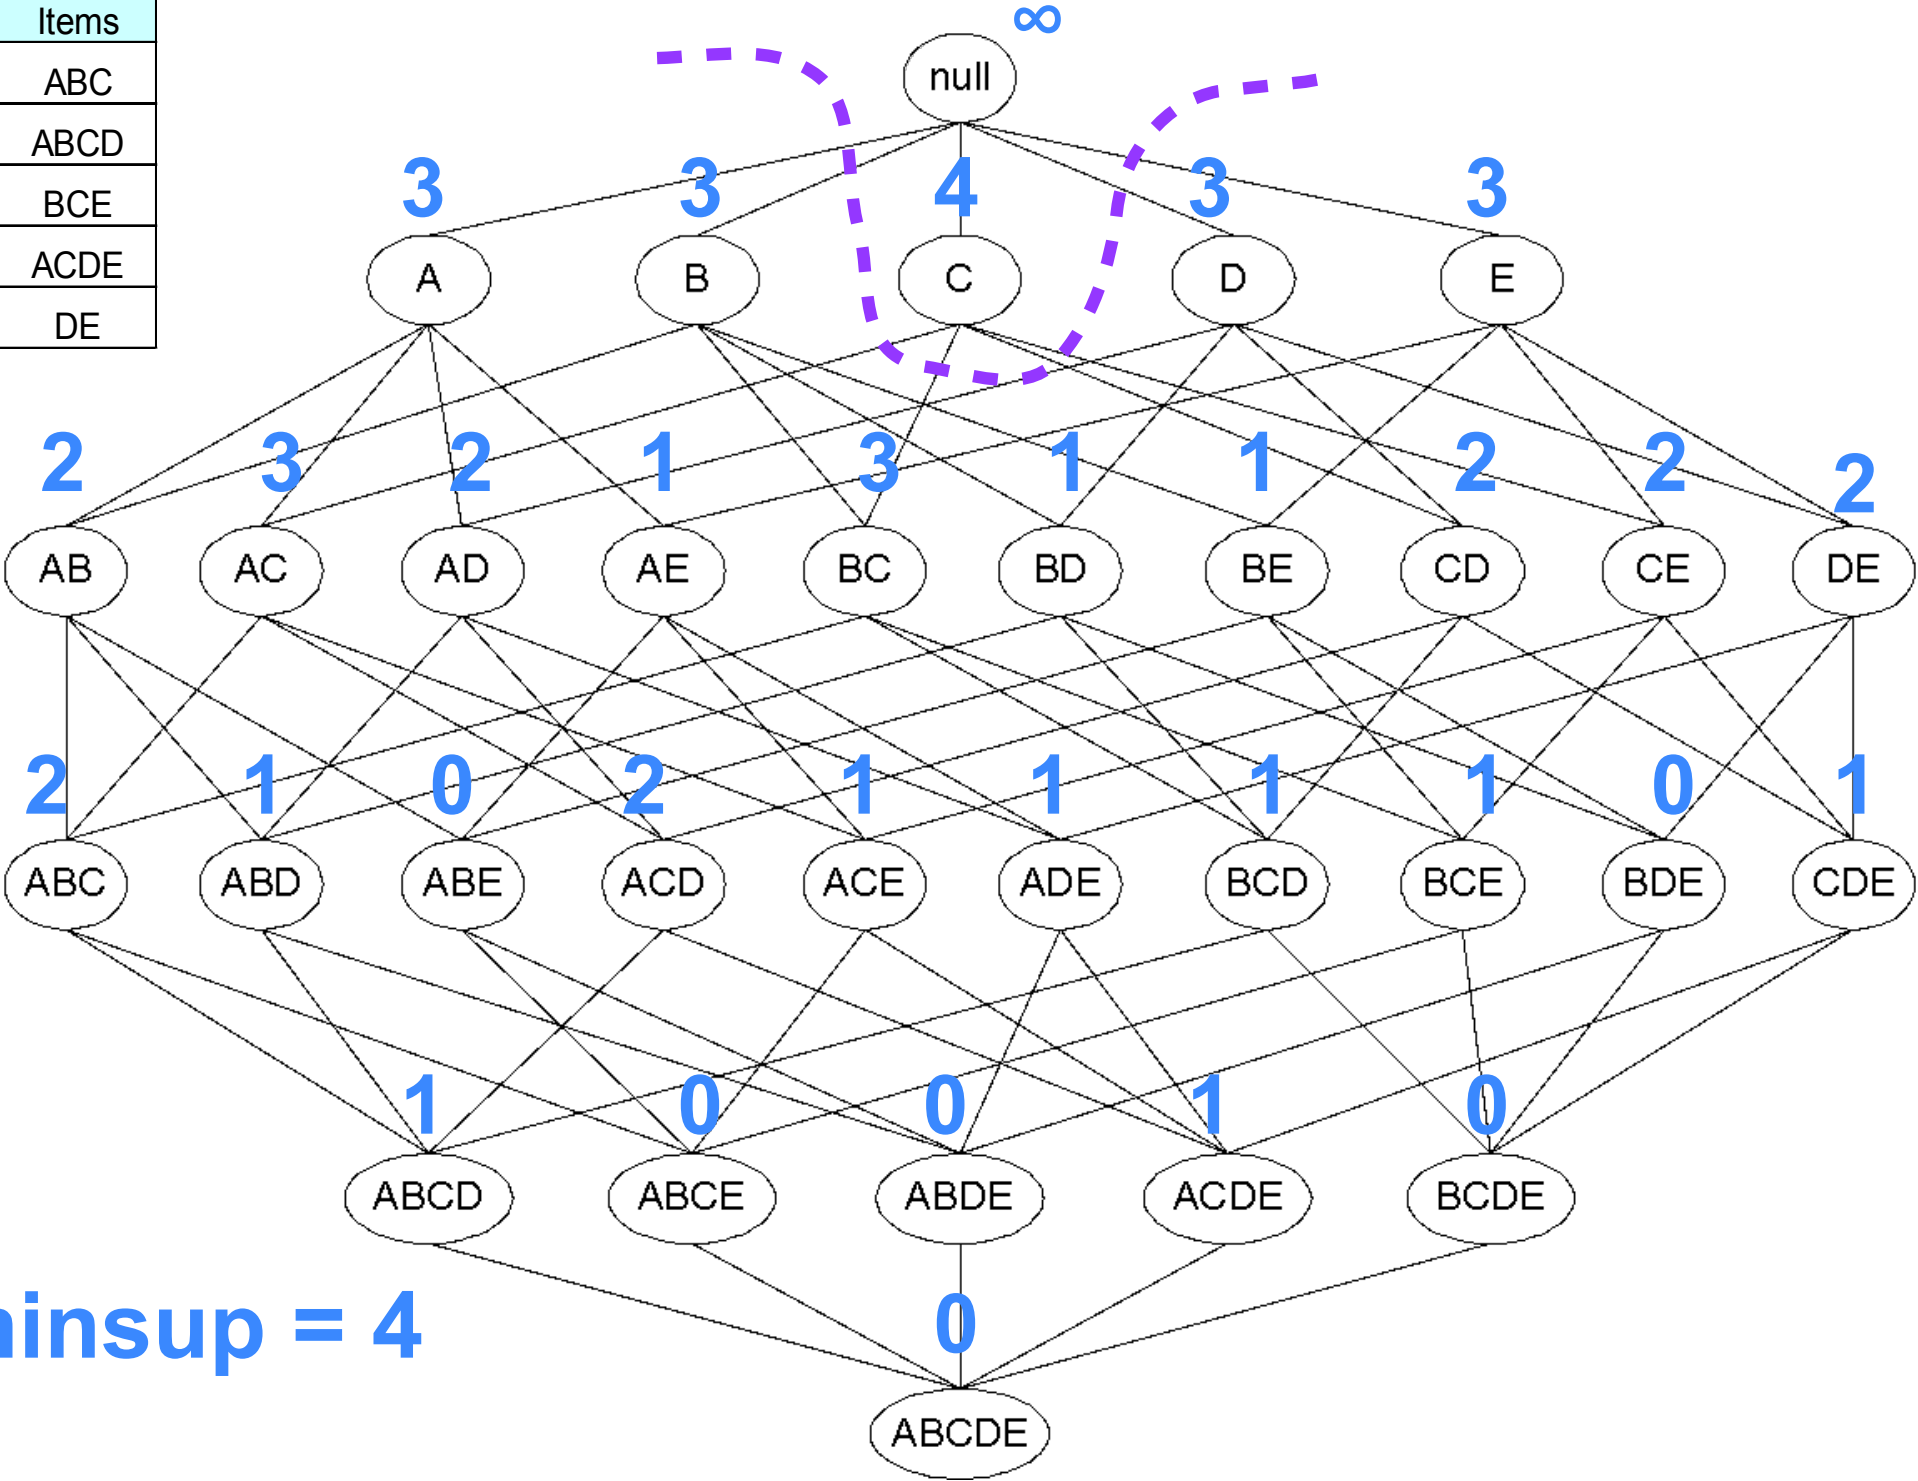 Items
ABC
ABCD
BCE
ACDE
DE
∞
null
3 3 4 3 3
A B C D E
2 3 2 1 3 1 1 2 2 2
AB AC AD AE BC BD BE CD CE DE
2 1 0 2 1 1 1 1 0 1
ABC ABD ABE ACD ACE ADE BCD BCE BDE CDE
1 0 0 1 0
ABCD ABCE ABDE ACDE BCDE
ninsup = 4
0
ABCDE